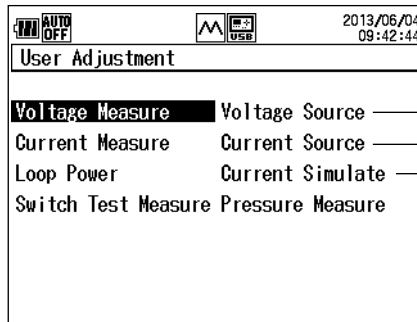 AUTO OFF USB 2013/06/04
09:42:44
User Adjustment
Voltage Measure Voltage Source
Current Measure Current Source
Loop Power Current Simulate
Switch Test Measure Pressure Measure